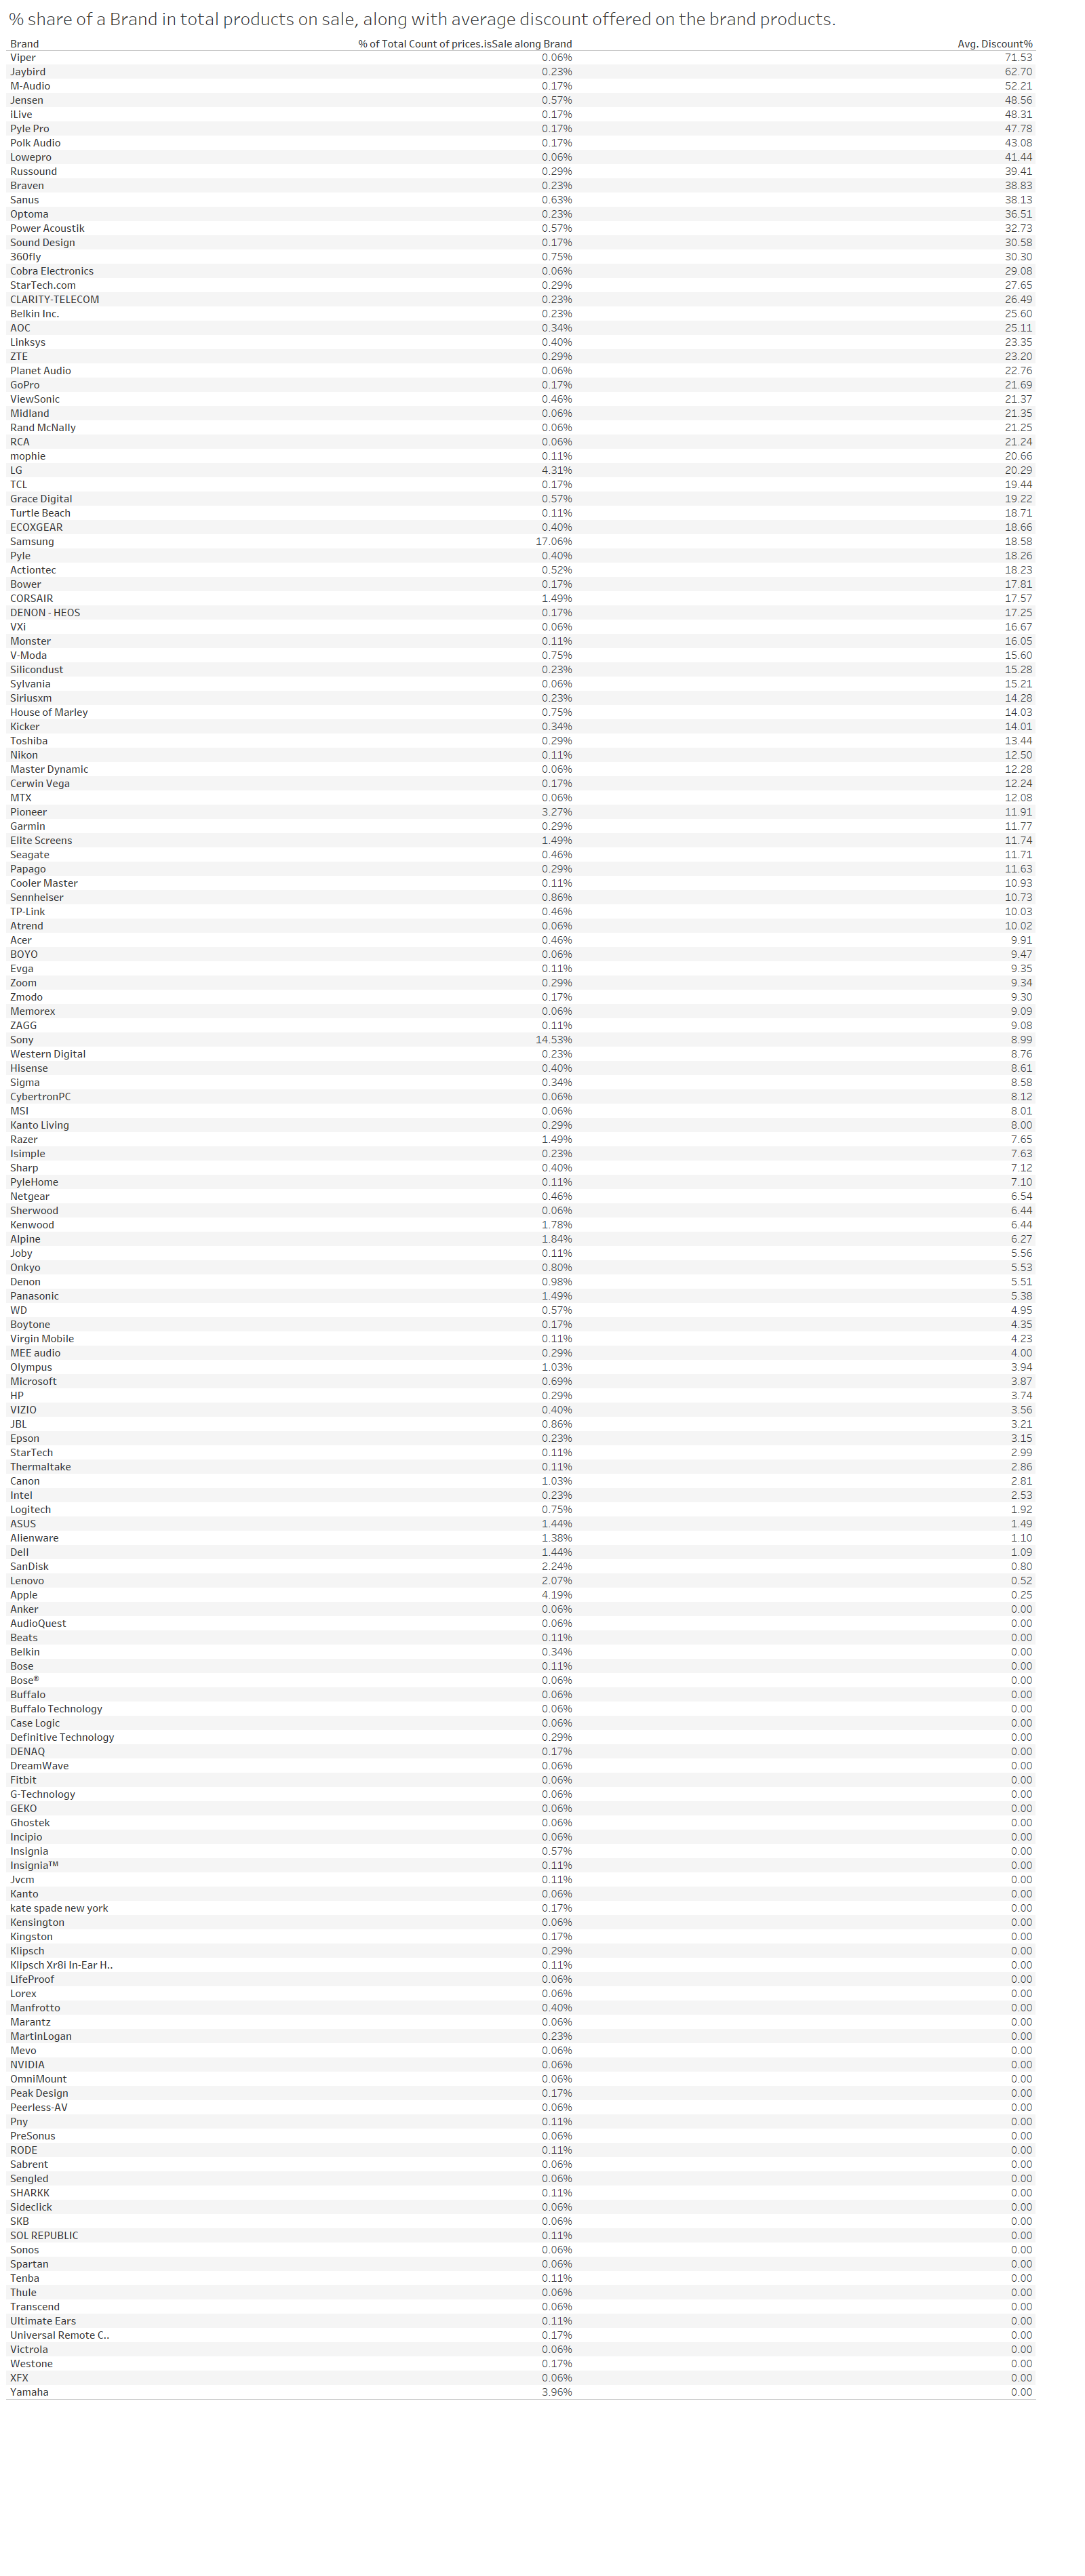 % share of a Brand in total products on sale, along with average discount offered on the brand products.
Brand % of Total Count of prices.isSale along Brand Avg. Discount%
Viper 0.06% 71.53
Jaybird 0.23% 62.70
M-Audio 0.17% 52.21
Jensen 0.57% 48.56
iLive 0.17% 48.31
Pyle Pro 0.17% 47.78
Polk Audio 0.17% 43.08
Lowepro 0.06% 41.44
Russound 0.29% 39.41
Braven 0.23% 38.83
Sanus 0.63% 38.13
Optoma 0.23% 36.51
Power Acoustik 0.57% 32.73
Sound Design 0.17% 30.58
360fly 0.75% 30.30
Cobra Electronics 0.06% 29.08
StarTech.com 0.29% 27.65
CLARITY-TELECOM 0.23% 26.49
Belkin Inc. 0.23% 25.60
AOC 0.34% 25.11
Linksys 0.40% 23.35
ZTE 0.29% 23.20
Planet Audio 0.06% 22.76
GoPro 0.17% 21.69
ViewSonic 0.46% 21.37
Midland 0.06% 21.35
Rand McNally 0.06% 21.25
RCA 0.06% 21.24
mophie 0.11% 20.66
LG 4.31% 20.29
TCL 0.17% 19.44
Grace Digital 0.57% 19.22
Turtle Beach 0.11% 18.71
ECOXGEAR 0.40% 18.66
Samsung 17.06% 18.58
Pyle 0.40% 18.26
Actiontec 0.52% 18.23
Bower 0.17% 17.81
CORSAIR 1.49% 17.57
DENON - HEOS 0.17% 17.25
VXi 0.06% 16.67
Monster 0.11% 16.05
V-Moda 0.75% 15.60
Silicondust 0.23% 15.28
Sylvania 0.06% 15.21
Siriusxm 0.23% 14.28
House of Marley 0.75% 14.03
Kicker 0.34% 14.01
Toshiba 0.29% 13.44
Nikon 0.11% 12.50
Master Dynamic 0.06% 12.28
Cerwin Vega 0.17% 12.24
MTX 0.06% 12.08
Pioneer 3.27% 11.91
Garmin 0.29% 11.77
Elite Screens 1.49% 11.74
Seagate 0.46% 11.71
Papago 0.29% 11.63
Cooler Master 0.11% 10.93
Sennheiser 0.86% 10.73
TP-Link 0.46% 10.03
Atrend 0.06% 10.02
Acer 0.46% 9.91
BOYO 0.06% 9.47
Evga 0.11% 9.35
Zoom 0.29% 9.34
Zmodo 0.17% 9.30
Memorex 0.06% 9.09
ZAGG 0.11% 9.08
Sony 14.53% 8.99
Western Digital 0.23% 8.76
Hisense 0.40% 8.61
Sigma 0.34% 8.58
CybertronPC 0.06% 8.12
MSI 0.06% 8.01
Kanto Living 0.29% 8.00
Razer 1.49% 7.65
Isimple 0.23% 7.63
Sharp 0.40% 7.12
PyleHome 0.11% 7.10
Netgear 0.46% 6.54
Sherwood 0.06% 6.44
Kenwood 1.78% 6.44
Alpine 1.84% 6.27
Joby 0.11% 5.56
Onkyo 0.80% 5.53
Denon 0.98% 5.51
Panasonic 1.49% 5.38
WD 0.57% 4.95
Boytone 0.17% 4.35
Virgin Mobile 0.11% 4.23
MEE audio 0.29% 4.00
Olympus 1.03% 3.94
Microsoft 0.69% 3.87
HP 0.29% 3.74
VIZIO 0.40% 3.56
JBL 0.86% 3.21
Epson 0.23% 3.15
StarTech 0.11% 2.99
Thermaltake 0.11% 2.86
Canon 1.03% 2.81
Intel 0.23% 2.53
Logitech 0.75% 1.92
ASUS 1.44% 1.49
Alienware 1.38% 1.10
Dell 1.44% 1.09
SanDisk 2.24% 0.80
Lenovo 2.07% 0.52
Apple 4.19% 0.25
Anker 0.06% 0.00
AudioQuest 0.06% 0.00
Beats 0.11% 0.00
Belkin 0.34% 0.00
Bose 0.11% 0.00
Bose® 0.06% 0.00
Buffalo 0.06% 0.00
Buffalo Technology 0.06% 0.00
Case Logic 0.06% 0.00
Definitive Technology 0.29% 0.00
DENAQ 0.17% 0.00
DreamWave 0.06% 0.00
Fitbit 0.06% 0.00
G-Technology 0.06% 0.00
GEKO 0.06% 0.00
Ghostek 0.06% 0.00
Incipio 0.06% 0.00
Insignia 0.57% 0.00
Insignia™ 0.11% 0.00
Jvcm 0.11% 0.00
Kanto 0.06% 0.00
kate spade new york 0.17% 0.00
Kensington 0.06% 0.00
Kingston 0.17% 0.00
Klipsch 0.29% 0.00
Klipsch Xr8i In-Ear H.. 0.11% 0.00
LifeProof 0.06% 0.00
Lorex 0.06% 0.00
Manfrotto 0.40% 0.00
Marantz 0.06% 0.00
MartinLogan 0.23% 0.00
Mevo 0.06% 0.00
NVIDIA 0.06% 0.00
OmniMount 0.06% 0.00
Peak Design 0.17% 0.00
Peerless-AV 0.06% 0.00
Pny 0.11% 0.00
PreSonus 0.06% 0.00
RODE 0.11% 0.00
Sabrent 0.06% 0.00
Sengled 0.06% 0.00
SHARKK 0.11% 0.00
Sideclick 0.06% 0.00
SKB 0.06% 0.00
SOL REPUBLIC 0.11% 0.00
Sonos 0.06% 0.00
Spartan 0.06% 0.00
Tenba 0.11% 0.00
Thule 0.06% 0.00
Transcend 0.06% 0.00
Ultimate Ears 0.11% 0.00
Universal Remote C.. 0.17% 0.00
Victrola 0.06% 0.00
Westone 0.17% 0.00
XFX 0.06% 0.00
Yamaha 3.96% 0.00